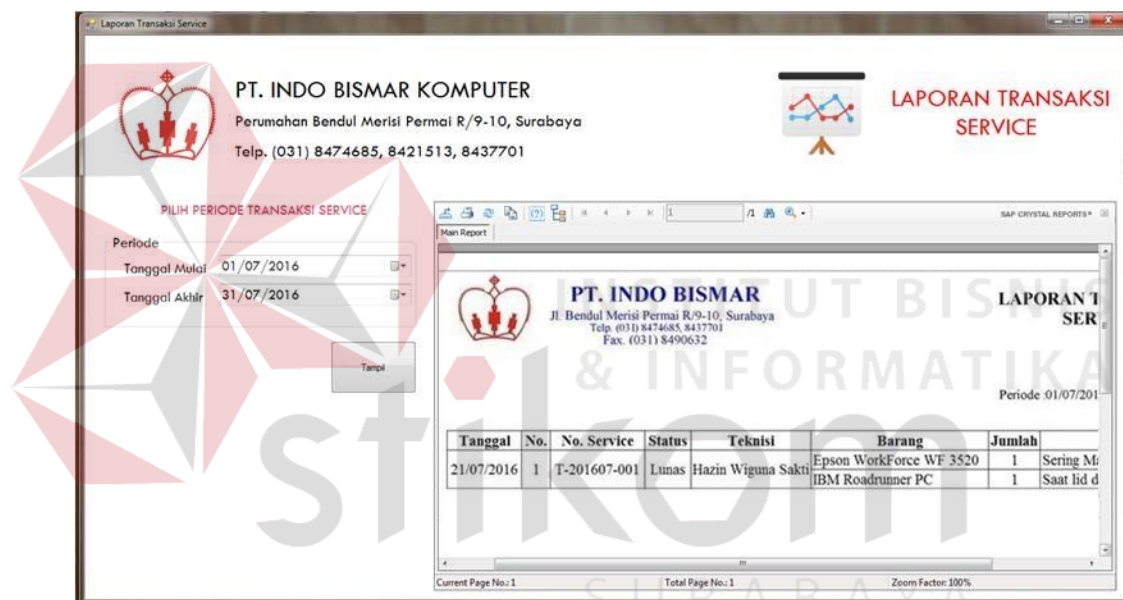 Laporan Transaksi Service
PT. INDO BISMAR KOMPUTER
Perumahan Bendul Merisi Permai R/9-10, Surabaya
Telp. (031) 8474685, 8421513, 8437701
LAPORAN TRANSAKSI
SERVICE
PILIH PERIODE TRANSAKSI SERVICE
Periode
Tanggal Mulai 01/07/2016
Tanggal Akhir 31/07/2016
Tampil
1 /1 SAP CRYSTAL REPORTS
Main Report
PT. INDO BISMAR
Jl. Bendul Merisi Permai R/9-10, Surabaya
Telp. (031) 8474685, 8437701
Fax. (031) 8490632
LAPORAN T
SER
Periode :01/07/201
Tanggal No. No. Service Status Teknisi Barang Jumlah
21/07/2016 1 T-201607-001 Lunas Hazin Wiguna Sakti Epson WorkForce WF 3520 1 Sering Ma
IBM Roadrunner PC 1 Saat lid d
Current Page No.: 1 Total Page No.: 1 Zoom Factor: 100%
INSTITUT BISNIS
& INFORMATIKA
stikom
SURABAYA